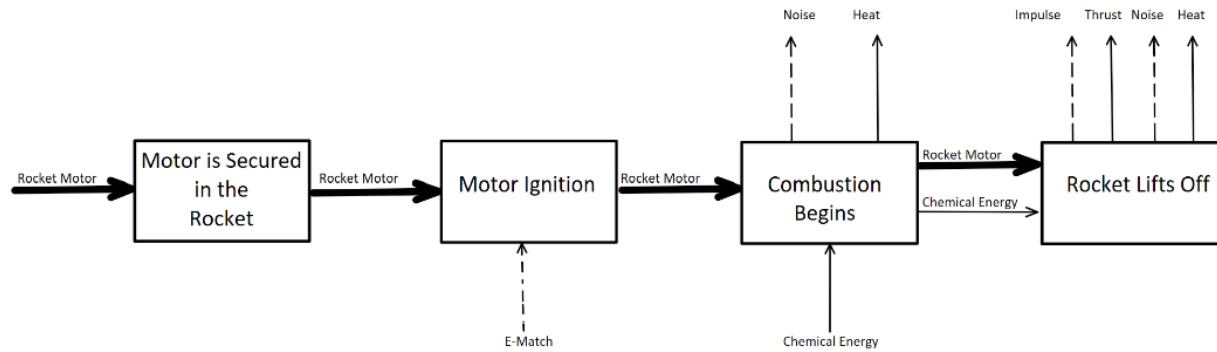 Noise
Heat
Impulse
Thrust
Noise
Heat
Rocket Motor
Motor is Secured
in the
Rocket
Rocket Motor
Motor Ignition
Rocket Motor
Combustion
Begins
Rocket Motor
Chemical Energy
Rocket Lifts Off
E-Match
Chemical Energy